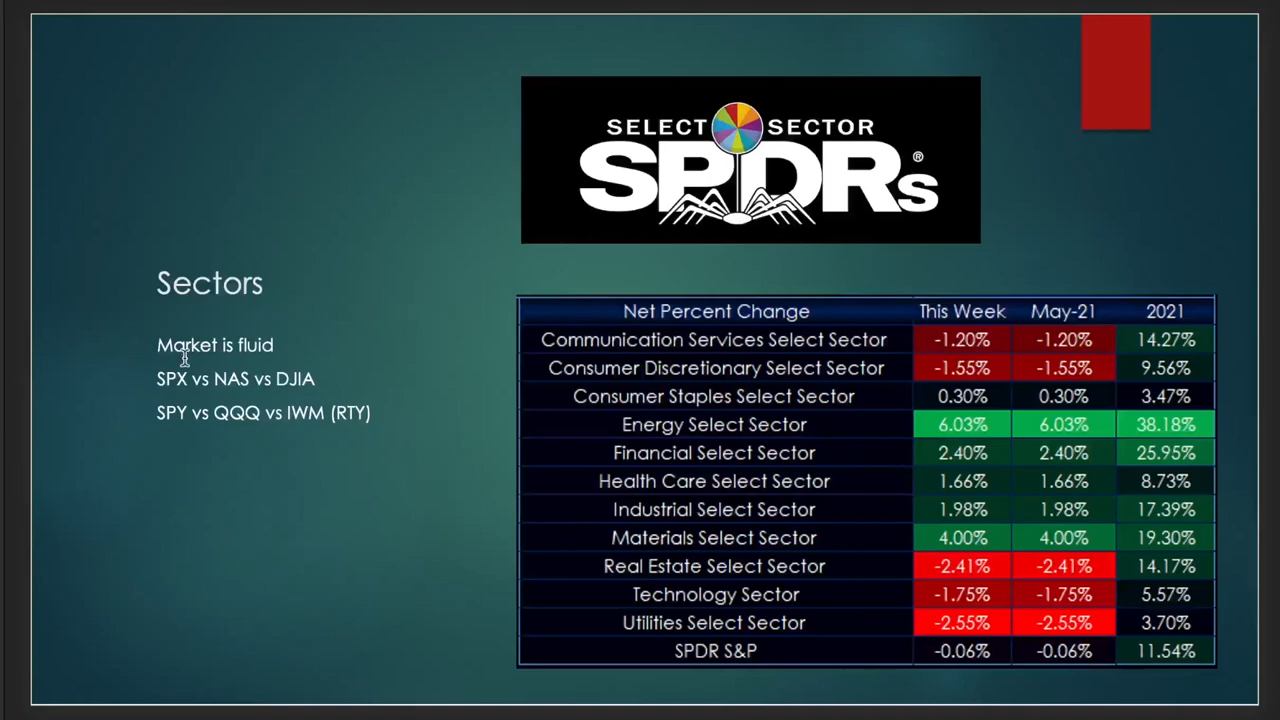 SELECT SECTOR
SPDRs®
Sectors
Market is fluid
SPX vs NAS vs DJIA
SPY vs QQQ vs IWM (RTY)
Net Percent Change This Week May-21 2021
Communication Services Select Sector -1.20% -1.20% 14.27%
Consumer Discretionary Select Sector -1.55% -1.55% 9.56%
Consumer Staples Select Sector 0.30% 0.30% 3.47%
Energy Select Sector 6.03% 6.03% 38.18%
Financial Select Sector 2.40% 2.40% 25.95%
Health Care Select Sector 1.66% 1.66% 8.73%
Industrial Select Sector 1.98% 1.98% 17.39%
Materials Select Sector 4.00% 4.00% 19.30%
Real Estate Select Sector -2.41% -2.41% 14.17%
Technology Sector -1.75% -1.75% 5.57%
Utilities Select Sector -2.55% -2.55% 3.70%
SPDR S&P -0.06% -0.06% 11.54%